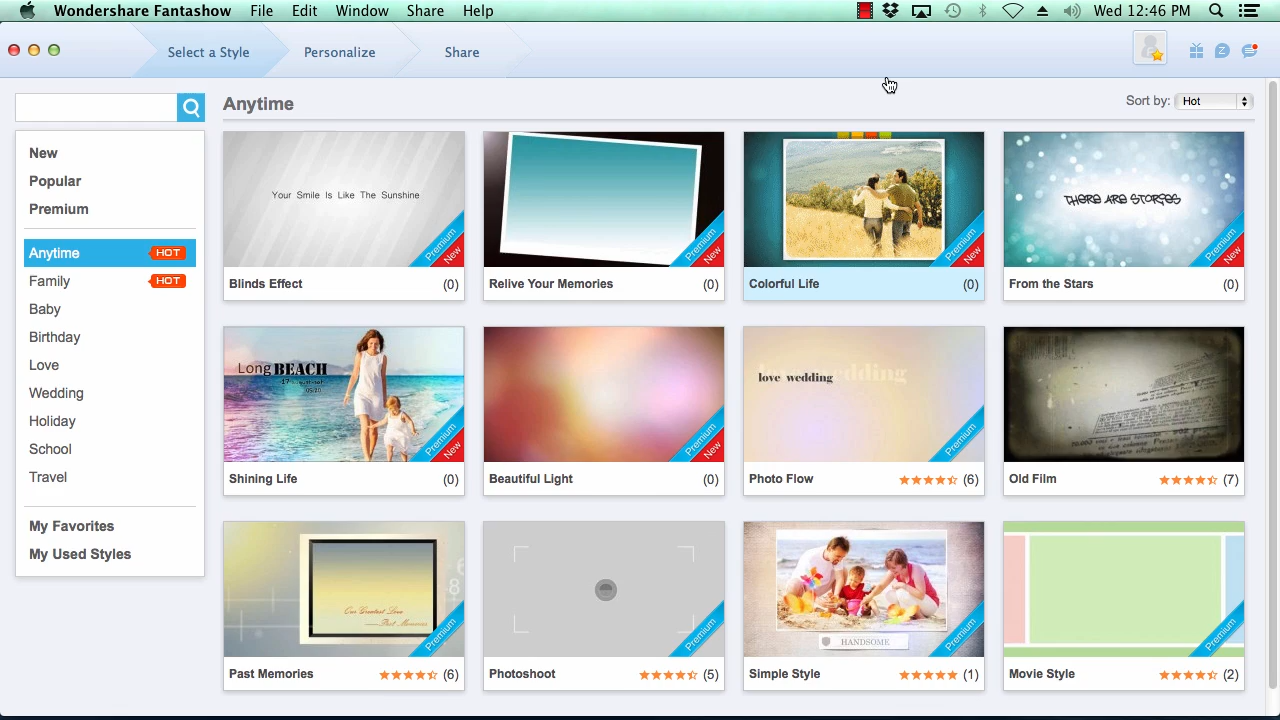 Wondershare Fantashow File Edit Window Share Help Wed 12:46 PM
Select a Style Personalize Share
Anytime Sort by: Hot
New
Popular
Premium
Anytime HOT
Family HOT
Baby
Birthday
Love
Wedding
Holiday
School
Travel
My Favorites
My Used Styles
Your Smile Is Like The Sunshine
Premium
New
Blinds Effect (0)
Premium
New
Relive Your Memories (0)
Premium
New
Colorful Life (0)
THERE ARE STORIES
Premium
New
From the Stars (0)
Long BEACH
Premium
New
Shining Life (0)
Premium
New
Beautiful Light (0)
love wedding
Premium
Photo Flow (6)
Old Film (7)
Our Greatest Love
Past Memories
Premium
Past Memories (6)
Premium
Photoshoot (5)
HANDSOME
Premium
Simple Style (1)
Premium
Movie Style (2)